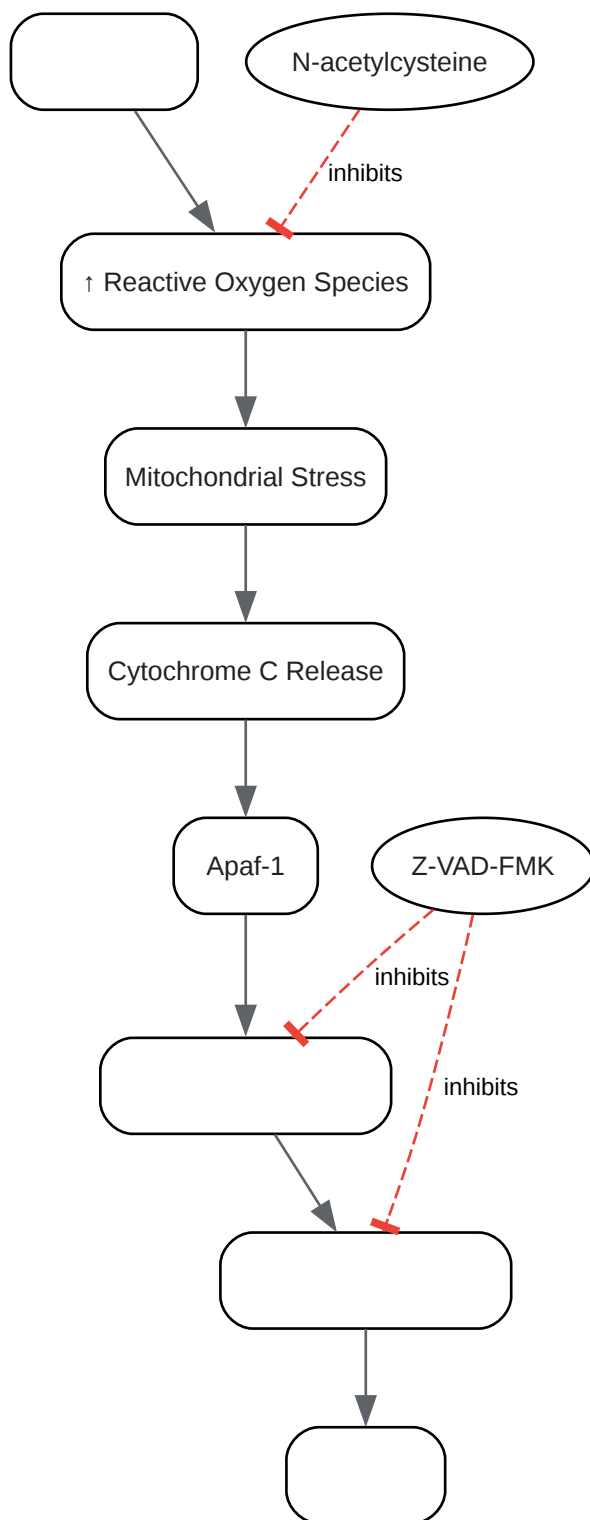 N-acetylcysteine
inhibits
↑ Reactive Oxygen Species
Mitochondrial Stress
Cytochrome C Release
Apaf-1
Z-VAD-FMK
inhibits
inhibits